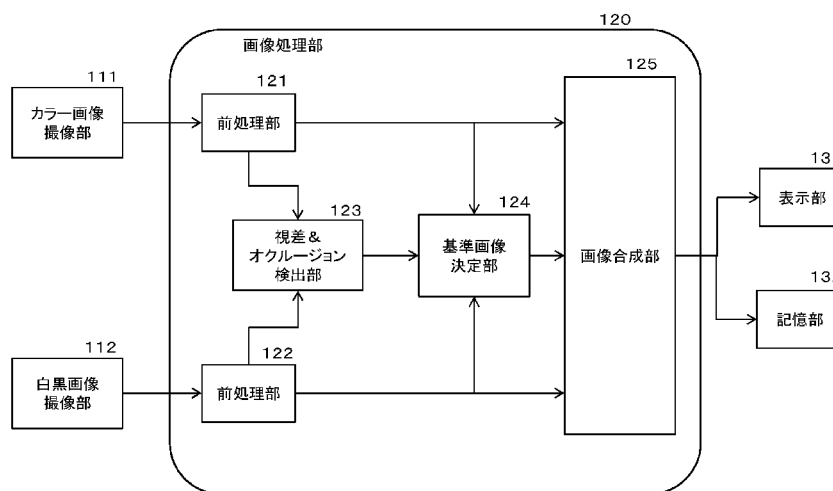 120
画像処理部
125
111
121
カラー画像
撮像部
前処理部
13
表示部
123
124
視差＆
オクルージョン
検出部
基準画像
決定部
画像合成部
13
記憶部
112
122
白黒画像
撮像部
前処理部